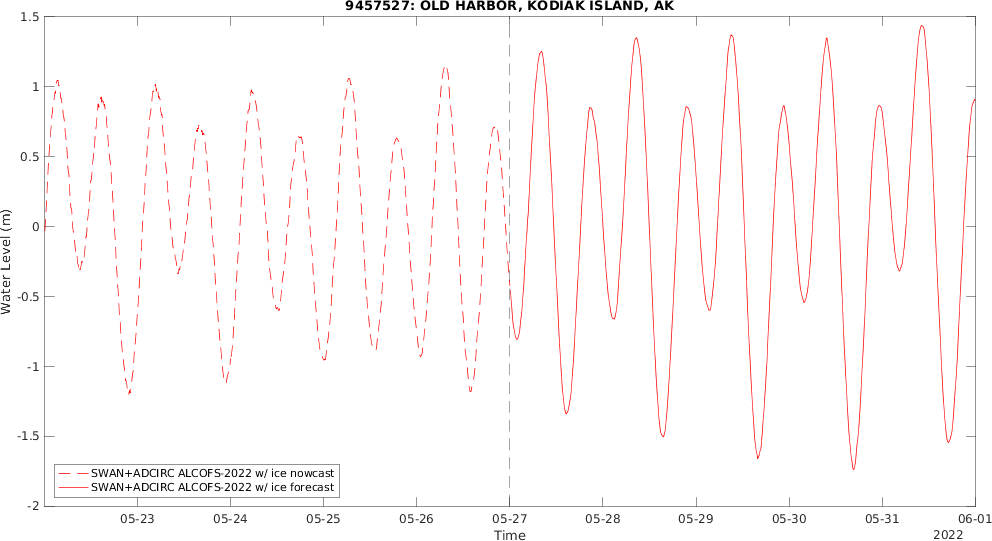 9457527: OLD HARBOR, KODIAK ISLAND, AK
1.5
1
0.5
0
-0.5
-1
-1.5
-2
Water Level (m)
SWAN+ADCIRC ALCOFS-2022 w/ ice nowcast
SWAN+ADCIRC ALCOFS-2022 w/ ice forecast
05-23 05-24 05-25 05-26 05-27 05-28 05-29 05-30 05-31 06-01
Time
2022